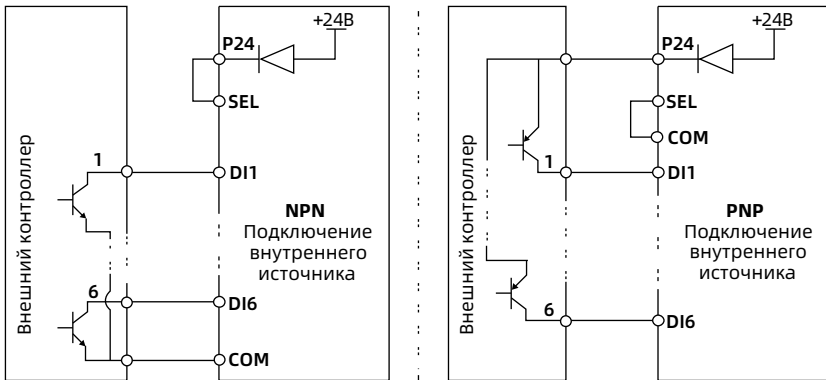 +24В
P24
SEL
Внешний контроллер
1
DI1
NPN
Подключение
внутреннего
источника
6
DI6
COM
+24В
P24
SEL
COM
Внешний контроллер
1
DI1
PNP
Подключение
внутреннего
источника
6
DI6